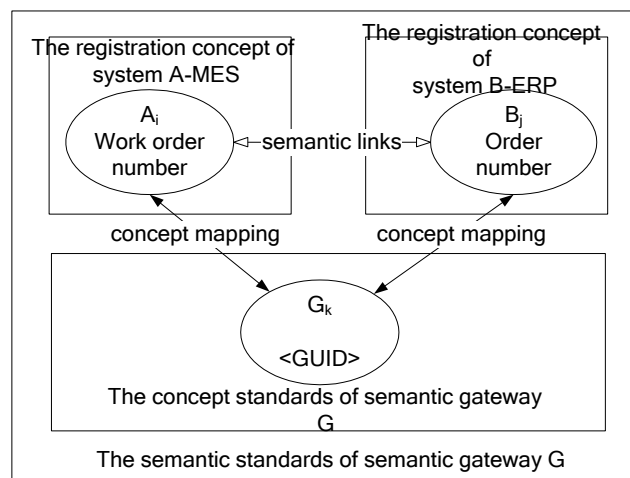 The registration concept of
system A-MES
The registration concept
of
system B-ERP
Ai
Work order
number
semantic links
Bj
Order
number
concept mapping
concept mapping
Gk
<GUID>
The concept standards of semantic gateway
G
The semantic standards of semantic gateway G